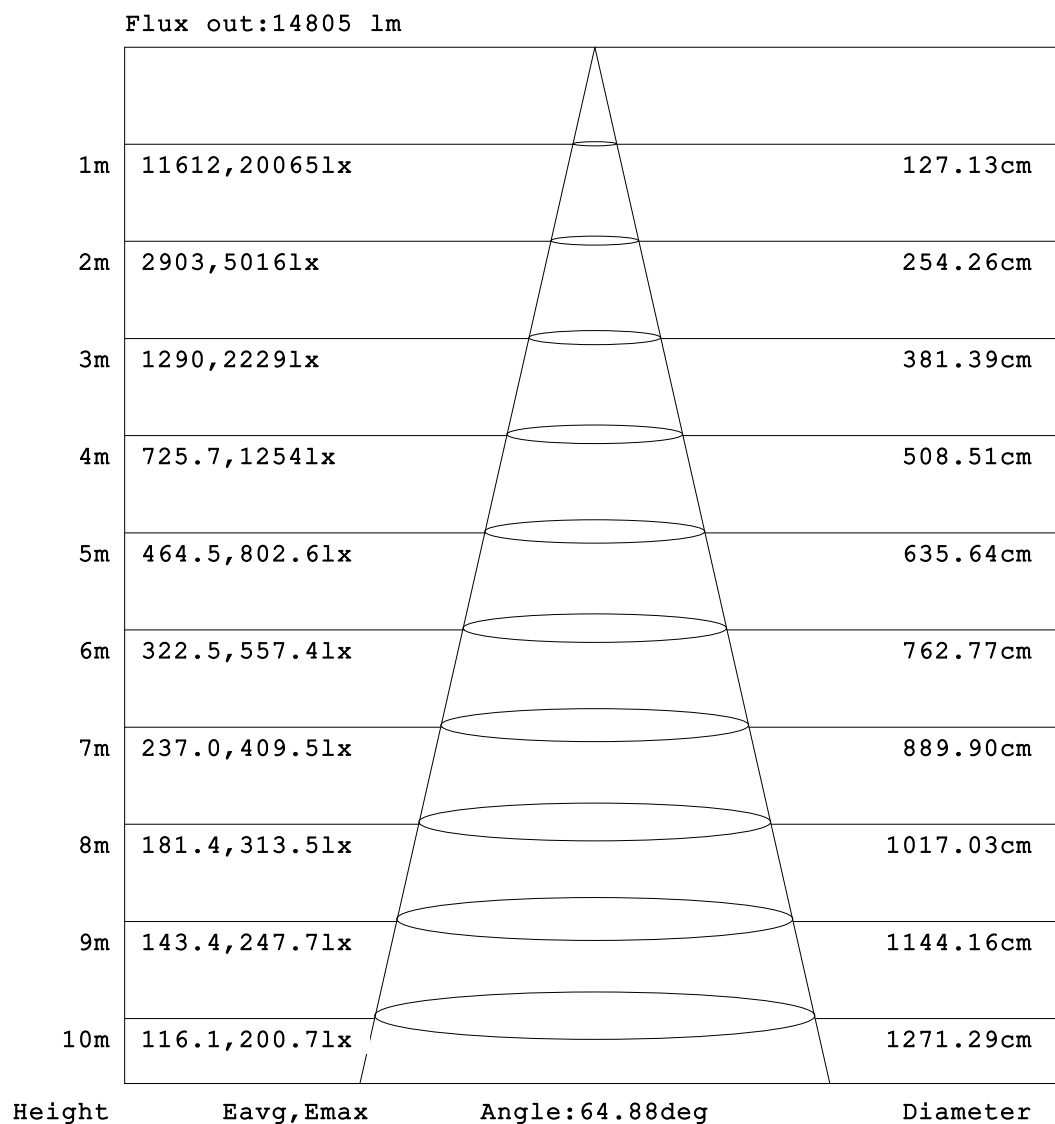 Flux out:14805 lm
1m 11612,20065lx 127.13cm
2m 2903,5016lx 254.26cm
3m 1290,2229lx 381.39cm
4m 725.7,1254lx 508.51cm
5m 464.5,802.6lx 635.64cm
6m 322.5,557.4lx 762.77cm
7m 237.0,409.5lx 889.90cm
8m 181.4,313.5lx 1017.03cm
9m 143.4,247.7lx 1144.16cm
10m 116.1,200.7lx 1271.29cm
Height Eavg,Emax Angle:64.88deg Diameter